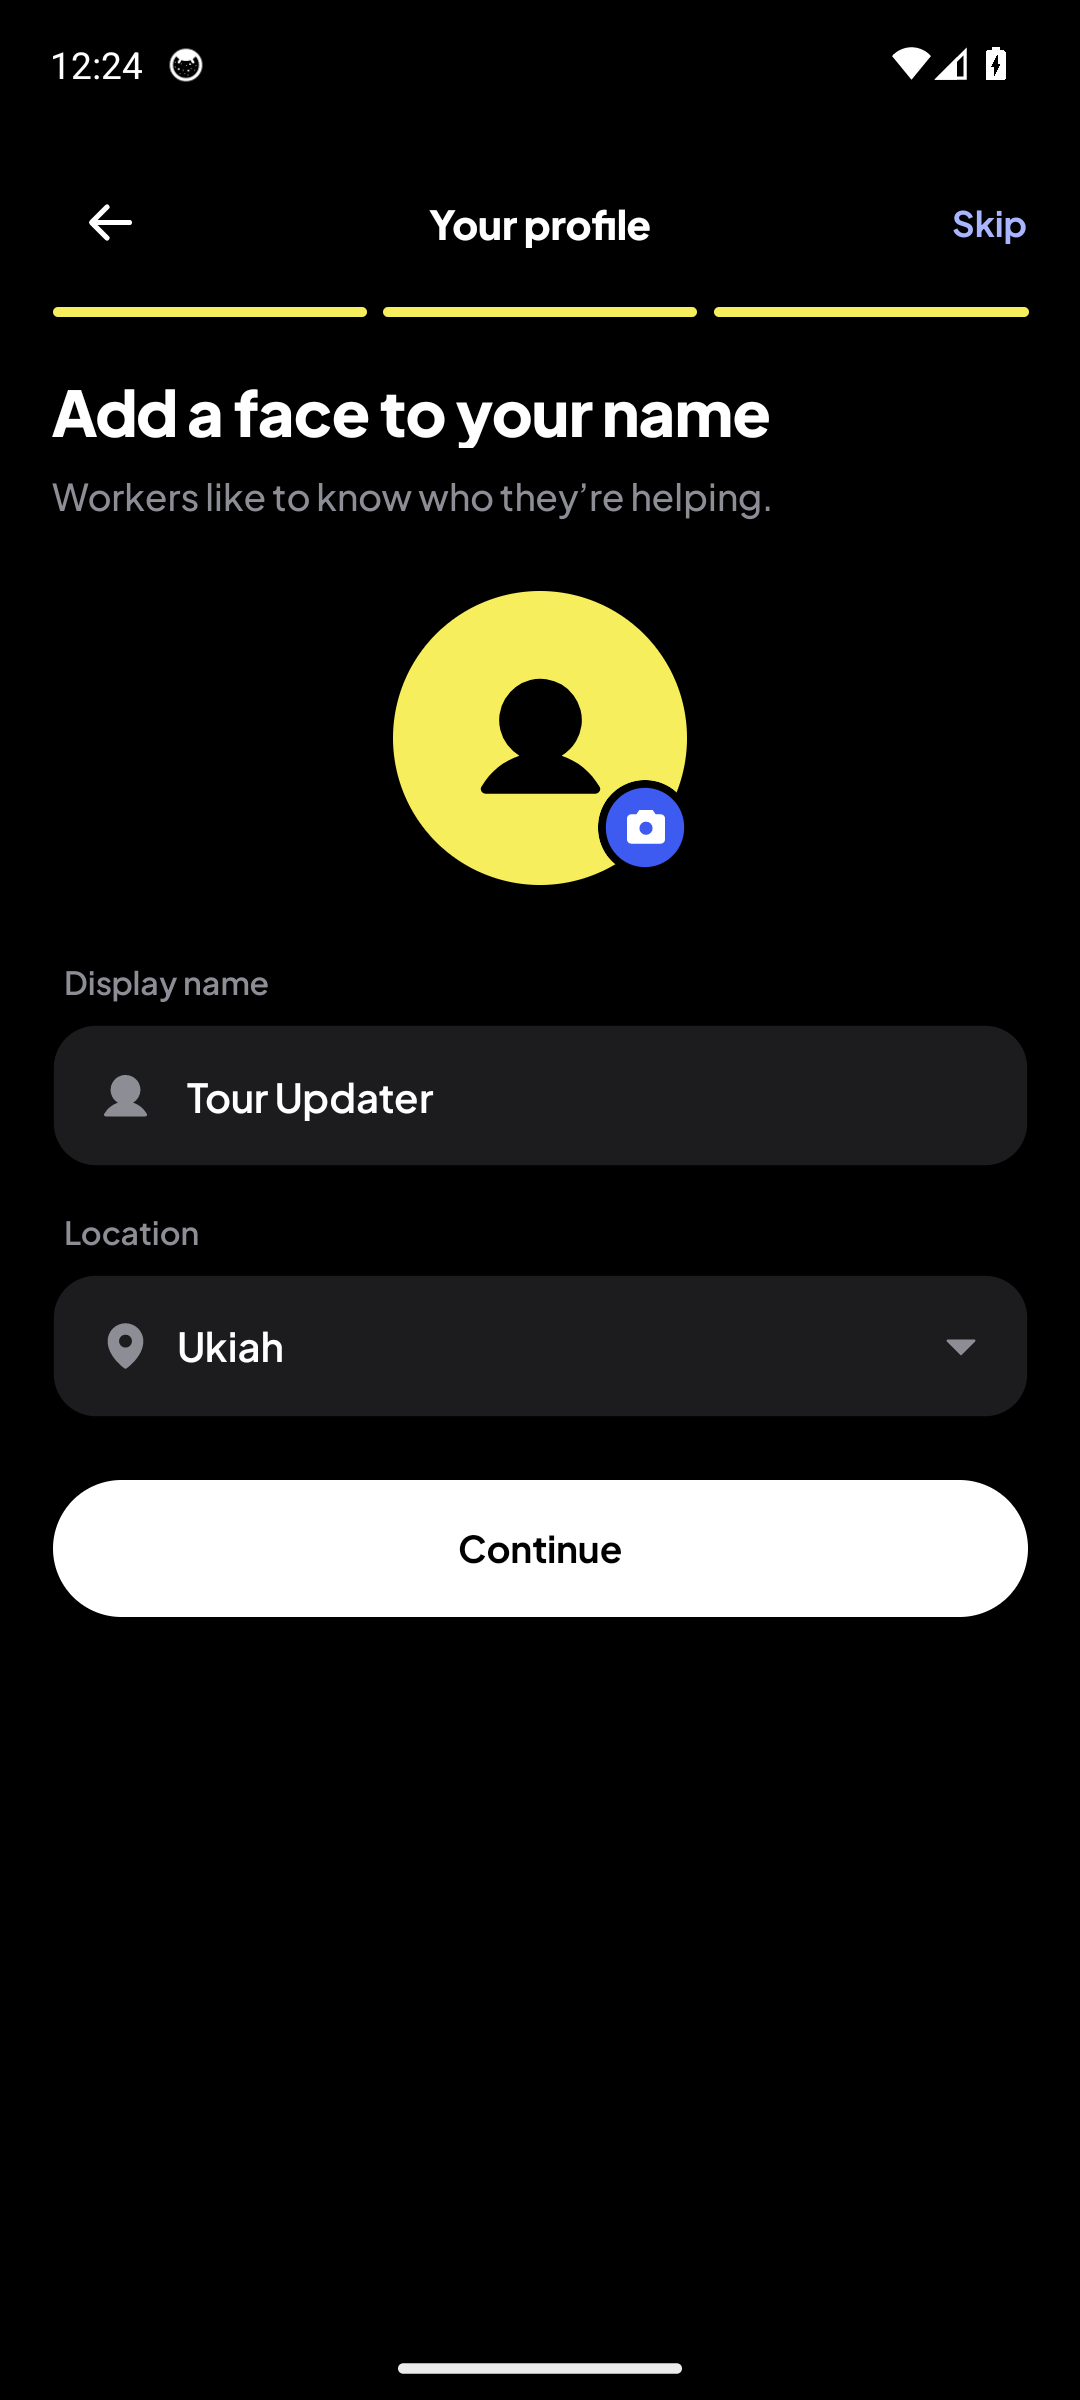 12:24
Your profile
Skip
Add a face to your name
Workers like to know who they’re helping.
Display name
Tour Updater
Location
Ukiah
Continue